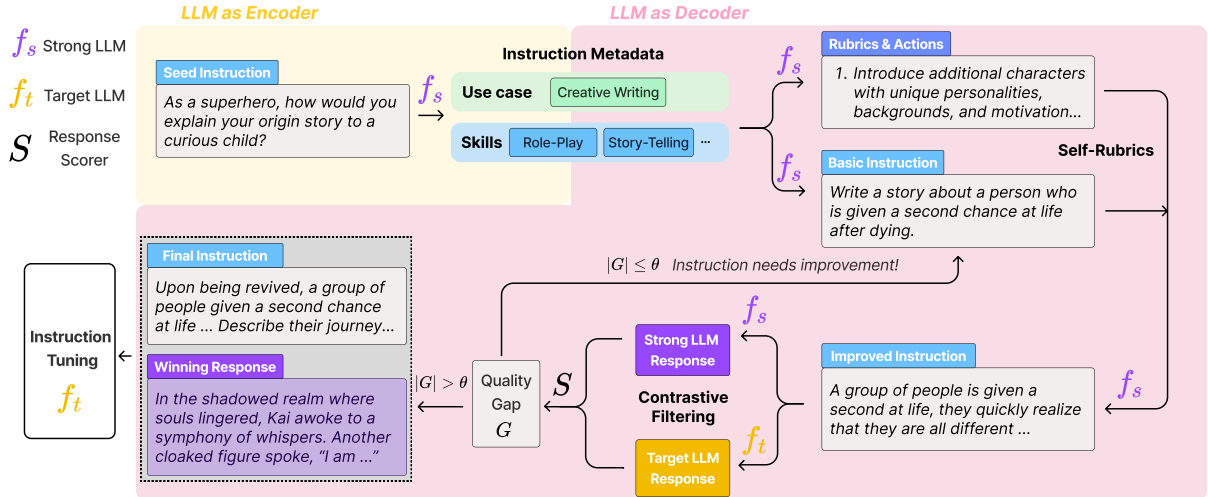 LLM as Encoder
LLM as Decoder
f_s Strong LLM
f_t Target LLM
S Response
Scorer
Seed Instruction
As a superhero, how would you
explain your origin story to a
curious child?
f_s
Instruction Metadata
Use case
Creative Writing
Skills
Role-Play
Story-Telling
...
f_s
f_s
Rubrics & Actions
1. Introduce additional characters
with unique personalities,
backgrounds, and motivation...
Self-Rubrics
Basic Instruction
Write a story about a person who
is given a second chance at life
after dying.
|G| ≤ θ Instruction needs improvement!
Final Instruction
Upon being revived, a group of
people given a second chance
at life ... Describe their journey...
Winning Response
In the shadowed realm where
souls lingered, Kai awoke to a
symphony of whispers. Another
cloaked figure spoke, “I am ...”
Instruction
Tuning
f_t
|G| > θ
Quality
Gap
G
S
f_s
Strong LLM
Response
Contrastive
Filtering
f_t
Target LLM
Response
Improved Instruction
A group of people is given a
second at life, they quickly realize
that they are all different ...
f_s